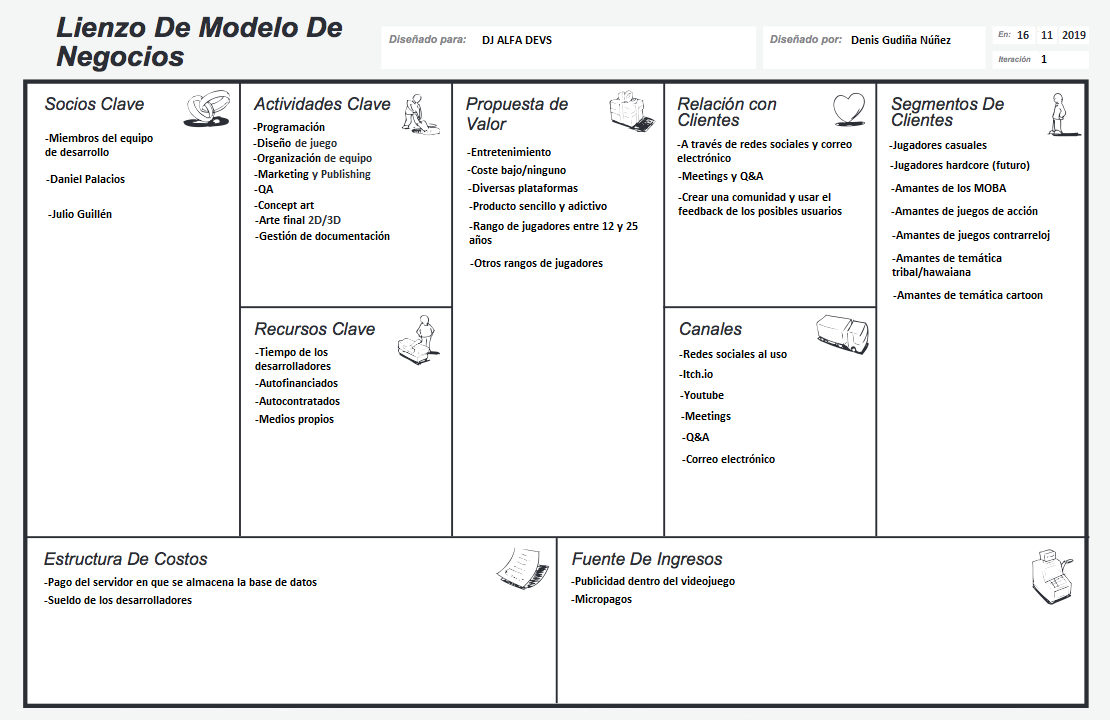 Lienzo De Modelo De
Negocios
Diseñado para: DJ ALFA DEVS
Diseñado por: Denis Gudiña Núñez
En: 16 11 2019
Iteración 1
Socios Clave
-Miembros del equipo
de desarrollo
-Daniel Palacios
-Julio Guillén
Actividades Clave
-Programación
-Diseño de juego
-Organización de equipo
-Marketing y Publishing
-QA
-Concept art
-Arte final 2D/3D
-Gestión de documentación
Recursos Clave
-Tiempo de los
desarrolladores
-Autofinanciados
-Autocontratados
-Medios propios
Propuesta de
Valor
-Entretenimiento
-Coste bajo/ninguno
-Diversas plataformas
-Producto sencillo y adictivo
-Rango de jugadores entre 12 y 25
años
-Otros rangos de jugadores
Relación con
Clientes
-A través de redes sociales y correo
electrónico
-Meetings y Q&A
-Crear una comunidad y usar el
feedback de los posibles usuarios
Canales
-Redes sociales al uso
-Itch.io
-Youtube
-Meetings
-Q&A
-Correo electrónico
Segmentos De
Clientes
-Jugadores casuales
-Jugadores hardcore (futuro)
-Amantes de los MOBA
-Amantes de juegos de acción
-Amantes de juegos contrarreloj
-Amantes de temática
tribal/hawaiana
-Amantes de temática cartoon
Estructura De Costos
-Pago del servidor en que se almacena la base de datos
-Sueldo de los desarrolladores
Fuente De Ingresos
-Publicidad dentro del videojuego
-Micropagos